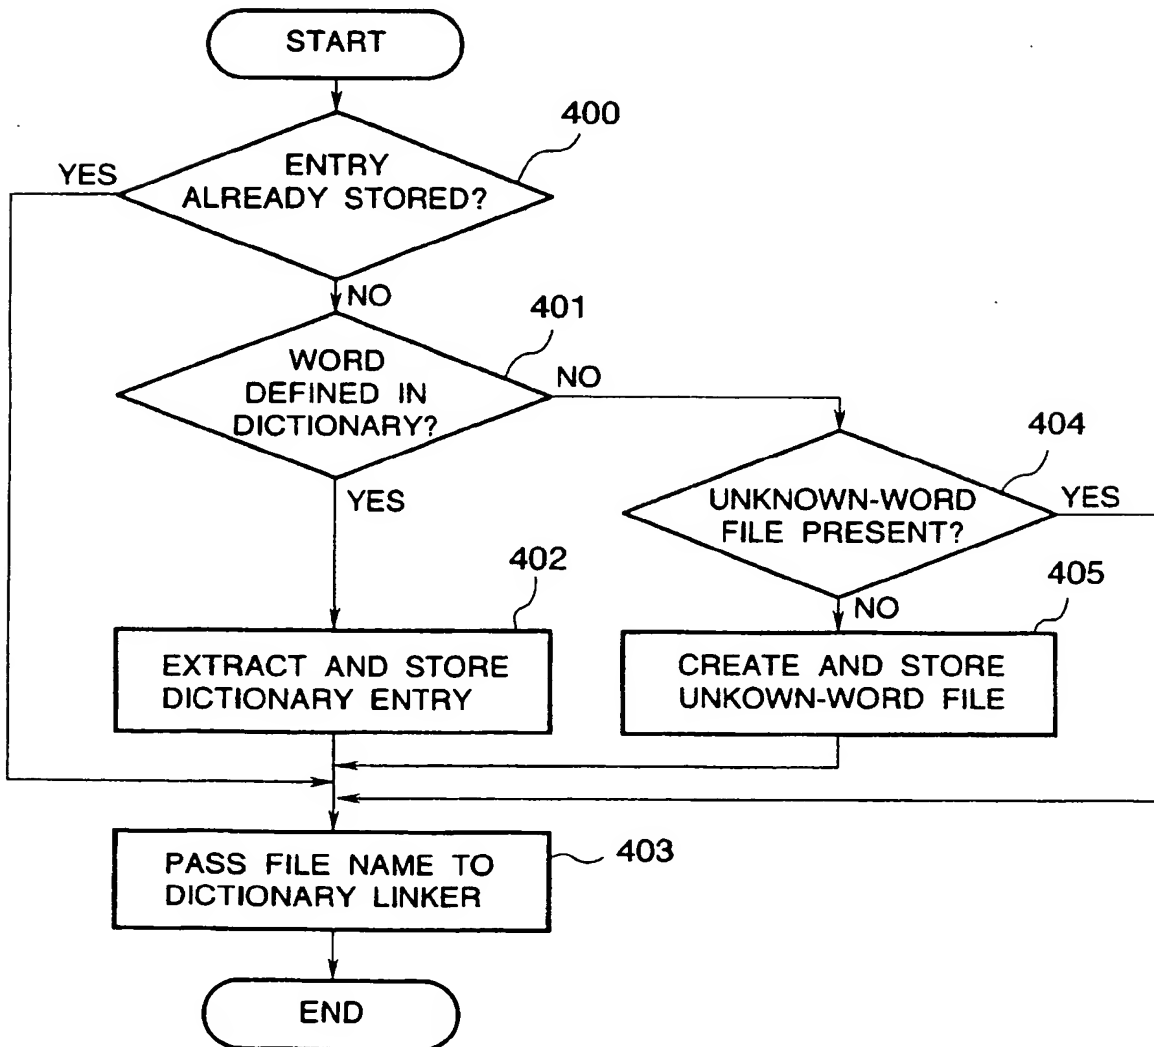 START
400
YES
ENTRY
ALREADY STORED?
NO
401
WORD
DEFINED IN
DICTIONARY?
NO
YES
404
UNKNOWN-WORD
FILE PRESENT?
YES
NO
402
EXTRACT AND STORE
DICTIONARY ENTRY
405
CREATE AND STORE
UNKOWN-WORD FILE
403
PASS FILE NAME TO
DICTIONARY LINKER
END